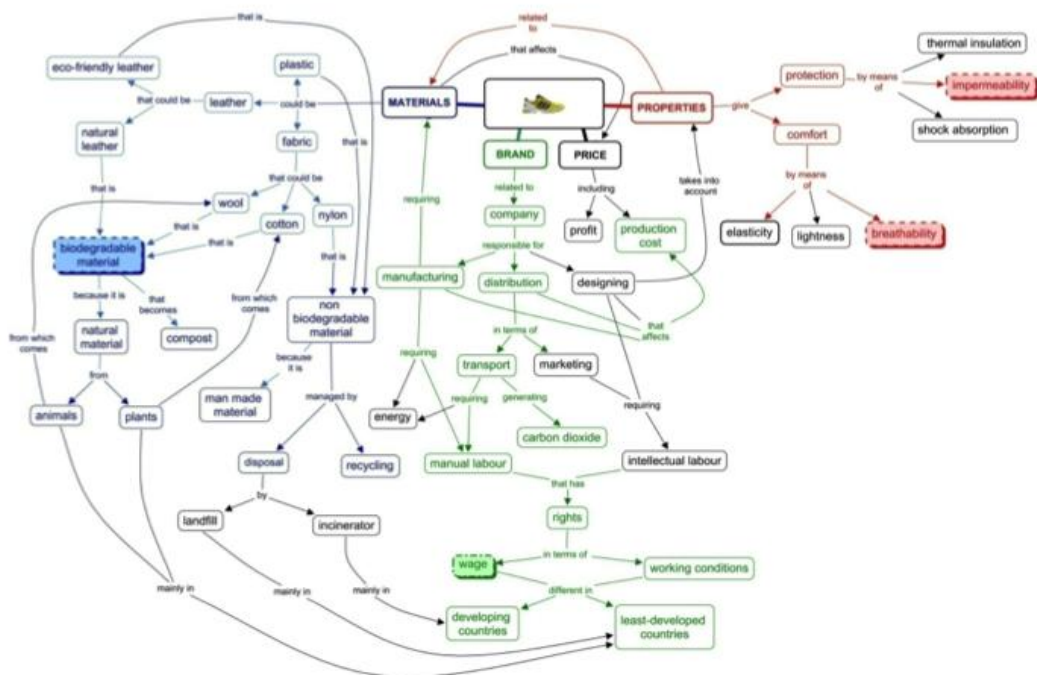 that is
related
to
that affects
thermal insulation
eco-friendly leather
plastic
protection
by means
of
impermeability
that could be
leather
could be
MATERIALS
PROPERTIES
give
shock absorption
natural
leather
fabric
that is
BRAND
PRICE
comfort
that could be
requiring
related to
including
takes into
account
by means
of
that is
wool
that is
cotton
nylon
company
profit
production
cost
elasticity
lightness
breathability
biodegradable
material
that is
responsible for
that is
manufacturing
distribution
designing
because it is
that
becomes
from which
comes
non
biodegradable
material
that
affects
from which
comes
natural
material
compost
in terms of
because
it is
requiring
transport
marketing
from
man made
material
managed by
requiring
generating
requiring
animals
plants
energy
carbon dioxide
disposal
recycling
manual labour
intellectual labour
by
that has
landfill
incinerator
rights
wage
in terms of
working conditions
mainly in
mainly in
mainly in
different in
developing
countries
least-developed
countries